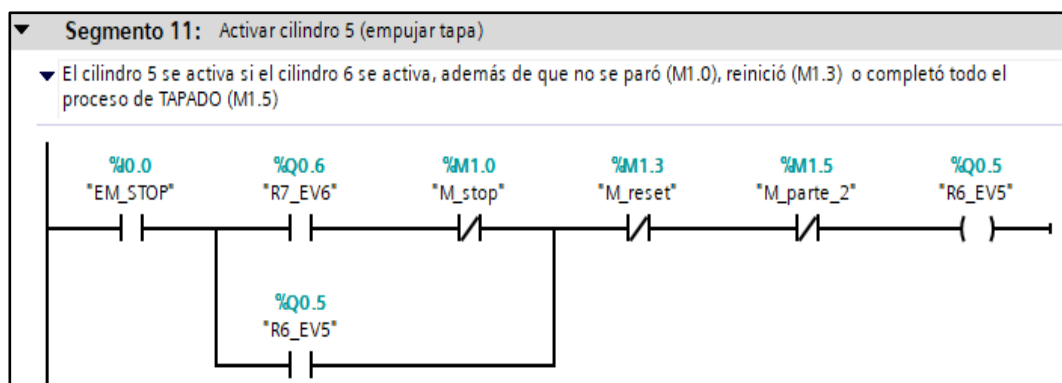 Segmento 11: Activar cilindro 5 (empujar tapa)
El cilindro 5 se activa si el cilindro 6 se activa, además de que no se paró (M1.0), reinició (M1.3) o completó todo el
proceso de TAPADO (M1.5)
%I0.0 %Q0.6 %M1.0 %M1.3 %M1.5 %Q0.5
"EM_STOP" "R7_EV6" "M_stop" "M_reset" "M_parte_2" "R6_EV5"
%Q0.5
"R6_EV5"